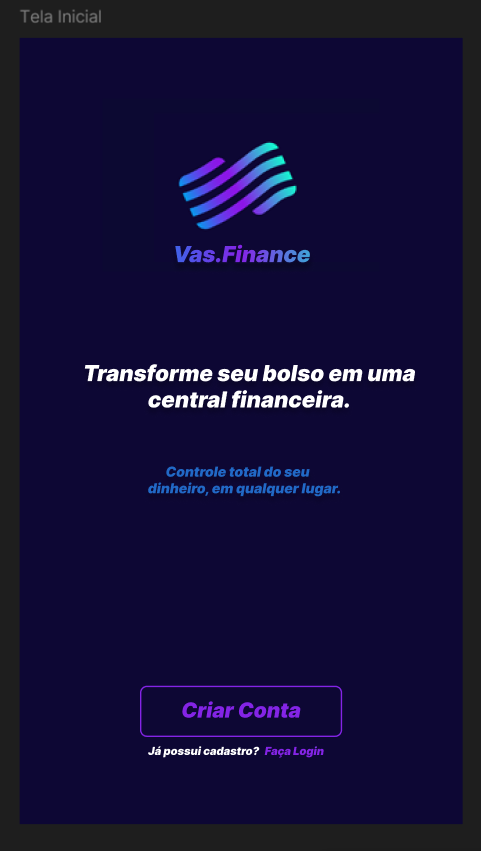 Tela Inicial
Vas.Finance
Transforme seu bolso em uma
central financeira.
Controle total do seu
dinheiro, em qualquer lugar.
Criar Conta
Já possui cadastro? Faça Login